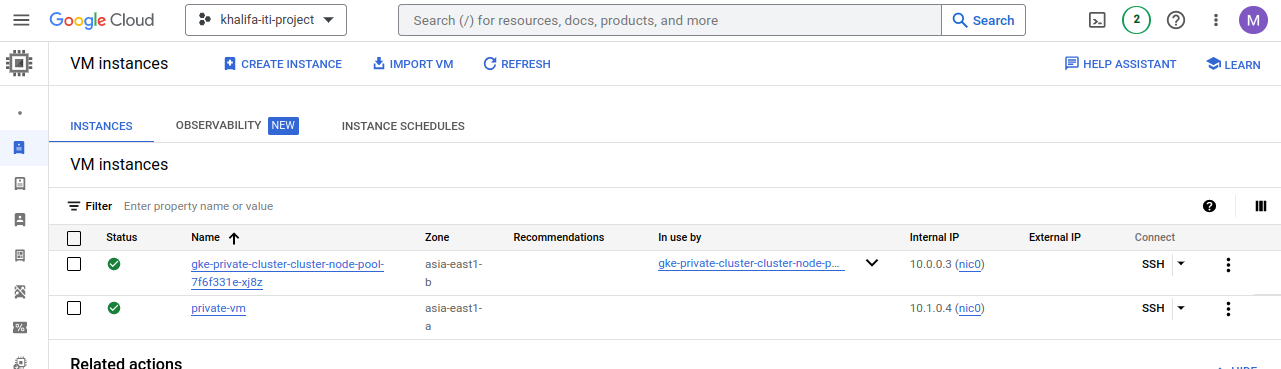 Google Cloud khalifa-iti-project Search (/) for resources, docs, products, and more Search 2 M
VM instances CREATE INSTANCE IMPORT VM REFRESH HELP ASSISTANT LEARN
INSTANCES OBSERVABILITY NEW INSTANCE SCHEDULES
VM instances
Filter Enter property name or value
Status Name Zone Recommendations In use by Internal IP External IP Connect
gke-private-cluster-cluster-node-pool- asia-east1- gke-private-cluster-cluster-node-p... 10.0.0.3 (nic0) SSH
7f6f331e-xj8z b
private-vm asia-east1- 10.1.0.4 (nic0) SSH
a
Related actions